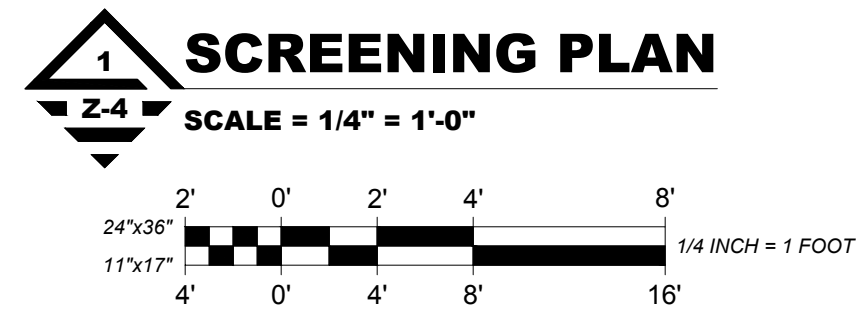 1
Z-4
SCREENING PLAN
SCALE = 1/4" = 1'-0"
2' 0' 2' 4' 8'
24"x36"
1/4 INCH = 1 FOOT
11"x17"
4' 0' 4' 8' 16'